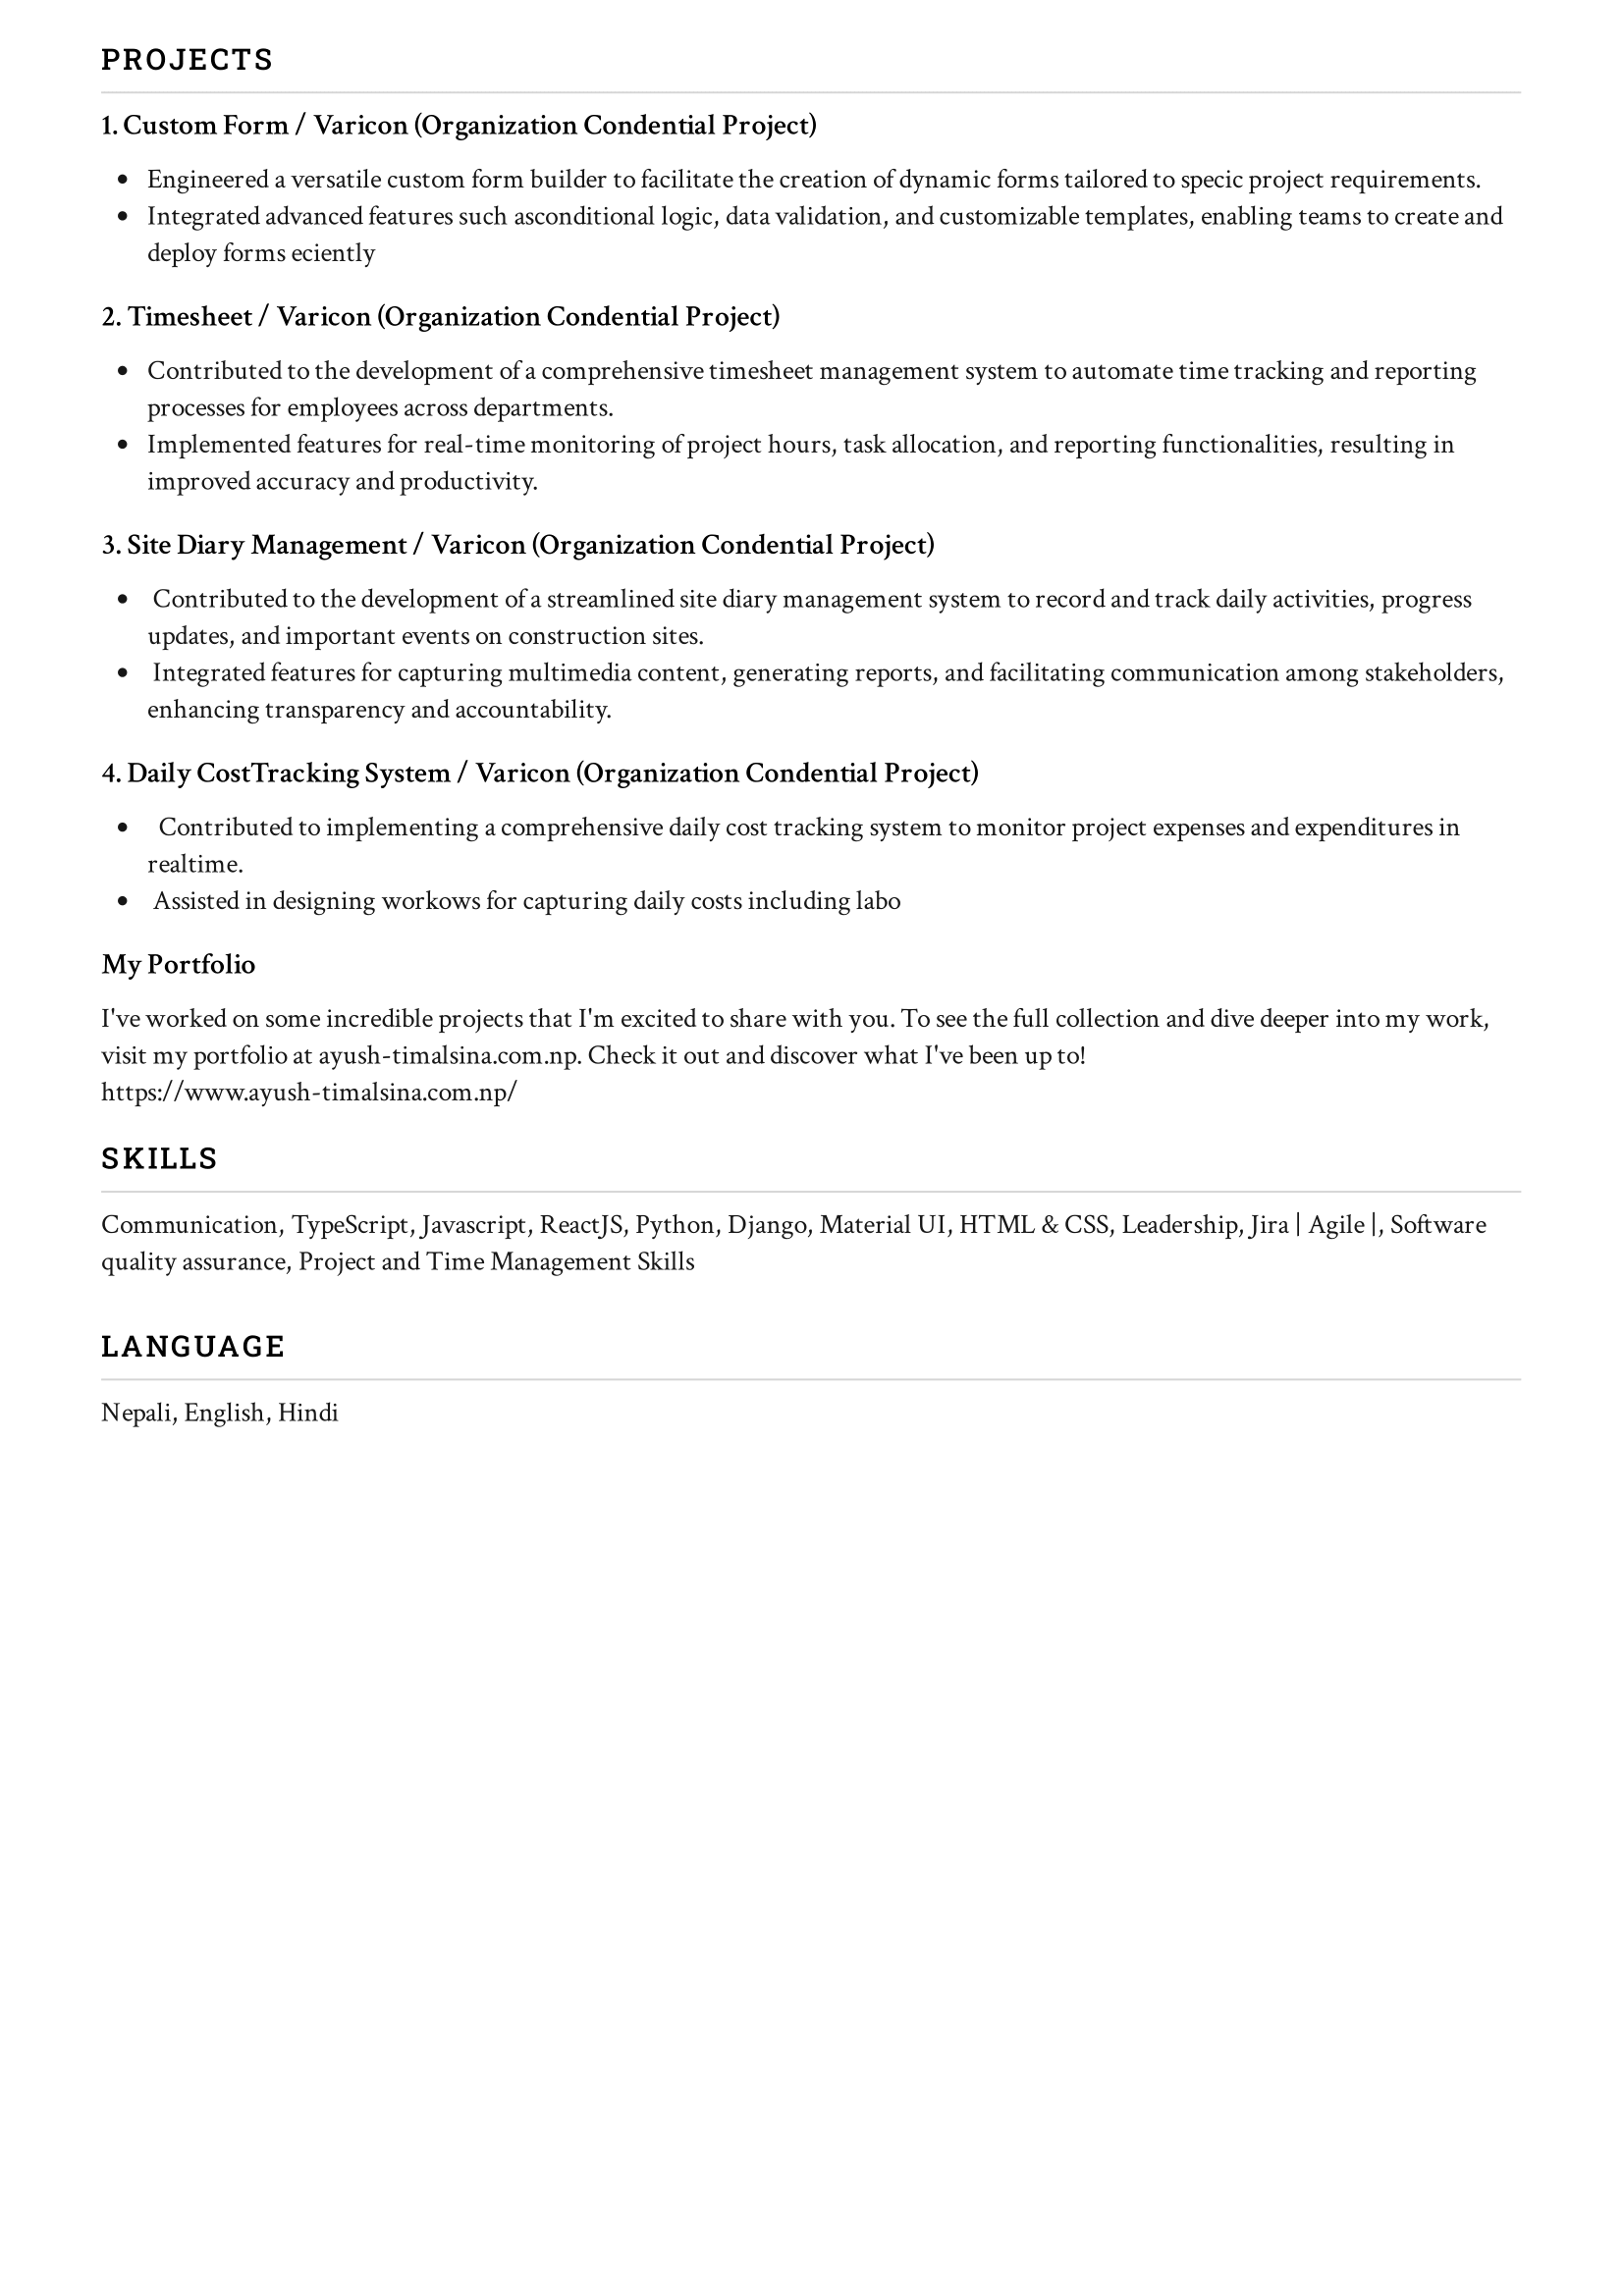 PROJECTS
1. Custom Form / Varicon (Organization Condential Project)
• Engineered a versatile custom form builder to facilitate the creation of dynamic forms tailored to specic project requirements.
• Integrated advanced features such asconditional logic, data validation, and customizable templates, enabling teams to create and
deploy forms eciently
2. Timesheet / Varicon (Organization Condential Project)
• Contributed to the development of a comprehensive timesheet management system to automate time tracking and reporting
processes for employees across departments.
• Implemented features for real-time monitoring of project hours, task allocation, and reporting functionalities, resulting in
improved accuracy and productivity.
3. Site Diary Management / Varicon (Organization Condential Project)
• Contributed to the development of a streamlined site diary management system to record and track daily activities, progress
updates, and important events on construction sites.
• Integrated features for capturing multimedia content, generating reports, and facilitating communication among stakeholders,
enhancing transparency and accountability.
4. Daily CostTracking System / Varicon (Organization Condential Project)
• Contributed to implementing a comprehensive daily cost tracking system to monitor project expenses and expenditures in
realtime.
• Assisted in designing workows for capturing daily costs including labo
My Portfolio
I've worked on some incredible projects that I'm excited to share with you. To see the full collection and dive deeper into my work,
visit my portfolio at ayush-timalsina.com.np. Check it out and discover what I've been up to!
https://www.ayush-timalsina.com.np/
SKILLS
Communication, TypeScript, Javascript, ReactJS, Python, Django, Material UI, HTML & CSS, Leadership, Jira | Agile |, Software
quality assurance, Project and Time Management Skills
LANGUAGE
Nepali, English, Hindi